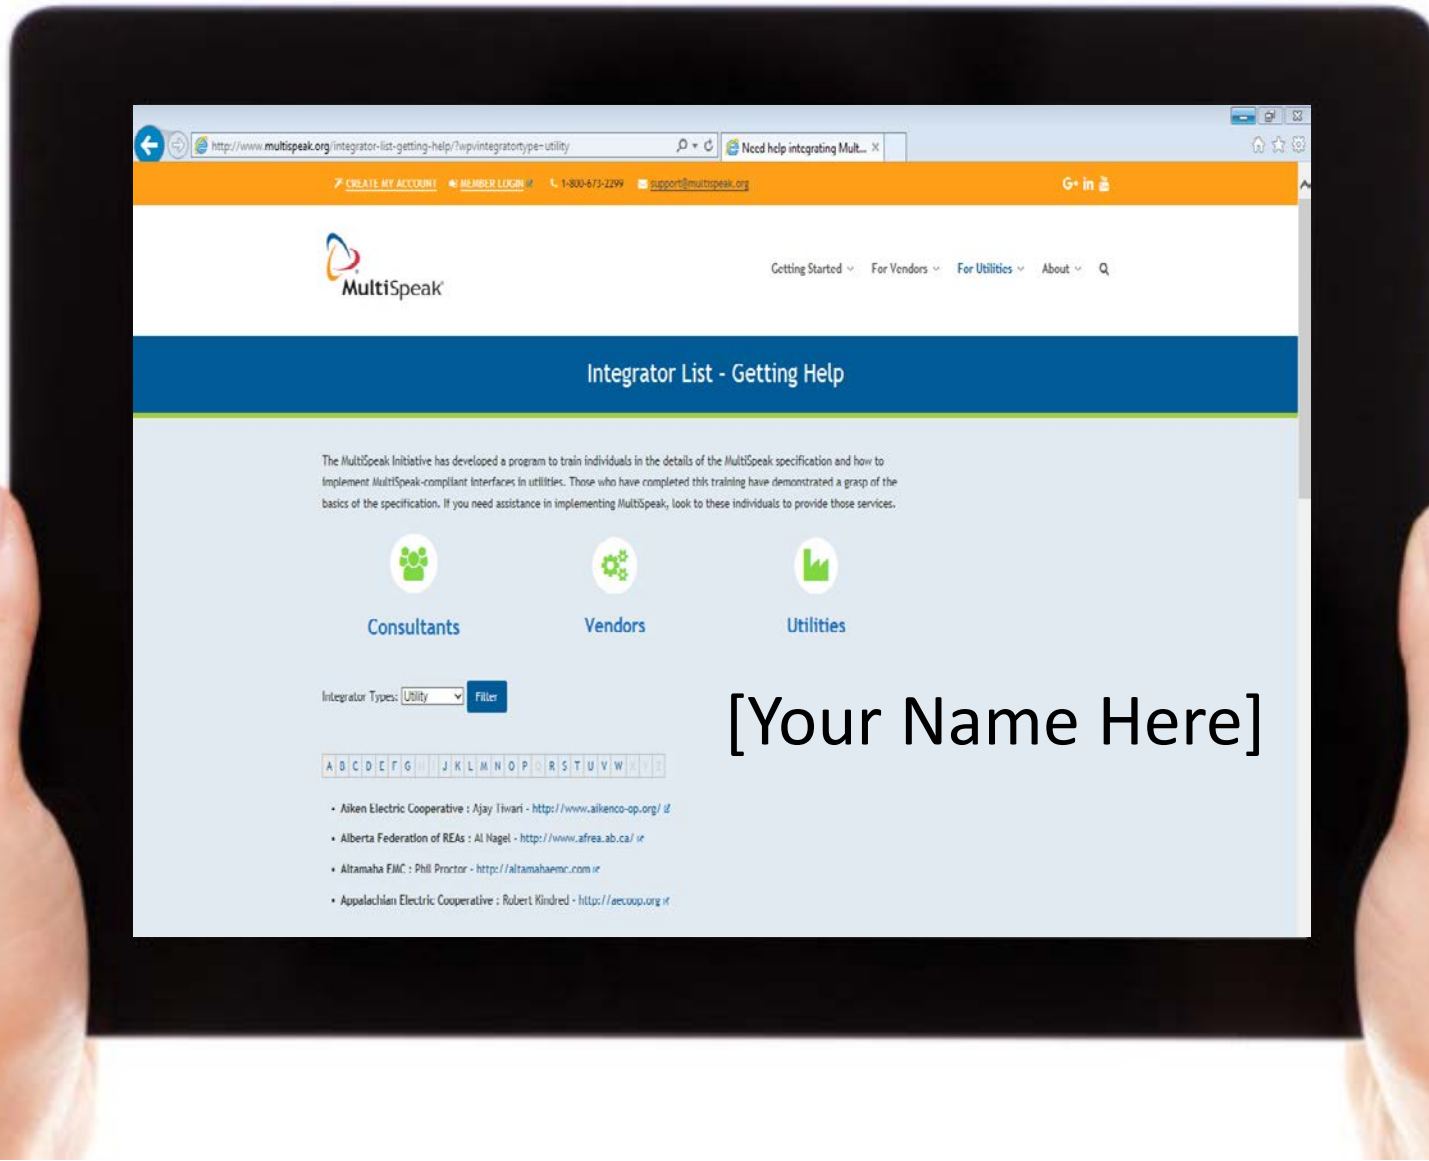 http://www.multispeak.org/integrator-list-getting-help/?wpvintegratortype=utility
Need help integrating Mult...
CREATE MY ACCOUNT MEMBER LOGIN 1-800-673-2299 support@multispeak.org
G+ in
MultiSpeak®
Getting Started For Vendors For Utilities About
Integrator List - Getting Help
The MultiSpeak Initiative has developed a program to train individuals in the details of the MultiSpeak specification and how to
implement MultiSpeak-compliant interfaces in utilities. Those who have completed this training have demonstrated a grasp of the
basics of the specification. If you need assistance in implementing MultiSpeak, look to these individuals to provide those services.
Consultants Vendors Utilities
Integrator Types: Utility Filter
[Your Name Here]
A B C D E F G H I J K L M N O P Q R S T U V W X Y Z
• Aiken Electric Cooperative : Ajay Tiwari - http://www.aikenco-op.org/
• Alberta Federation of REAs : Al Nagel - http://www.afrea.ab.ca/
• Altamaha EMC : Phil Proctor - http://altamahaemc.com
• Appalachian Electric Cooperative : Robert Kindred - http://aecoop.org